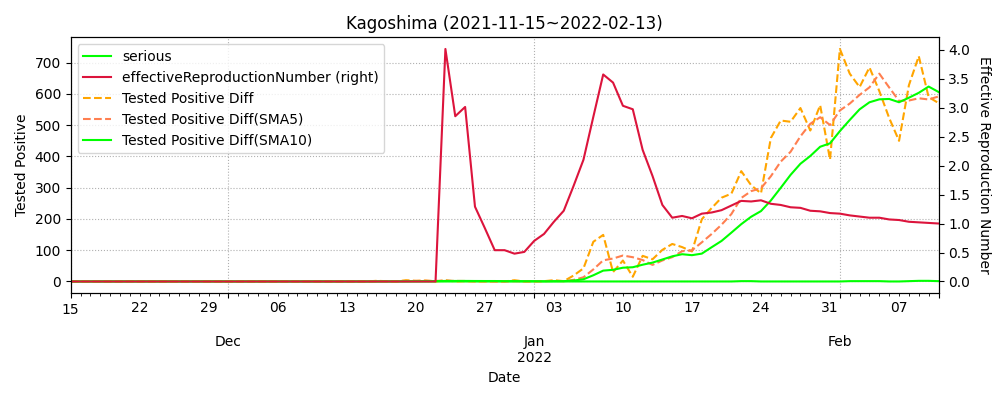 Kagoshima (2021-11-15~2022-02-13)
serious
effectiveReproductionNumber (right)
Tested Positive Diff
Tested Positive Diff(SMA5)
Tested Positive Diff(SMA10)
Tested Positive
700
600
500
400
300
200
100
0
Effective Reproduction Number
4.0
3.5
3.0
2.5
2.0
1.5
1.0
0.5
0.0
15 22 29 06 13 20 27 03 10 17 24 31 07
Dec Jan Feb
2022
Date